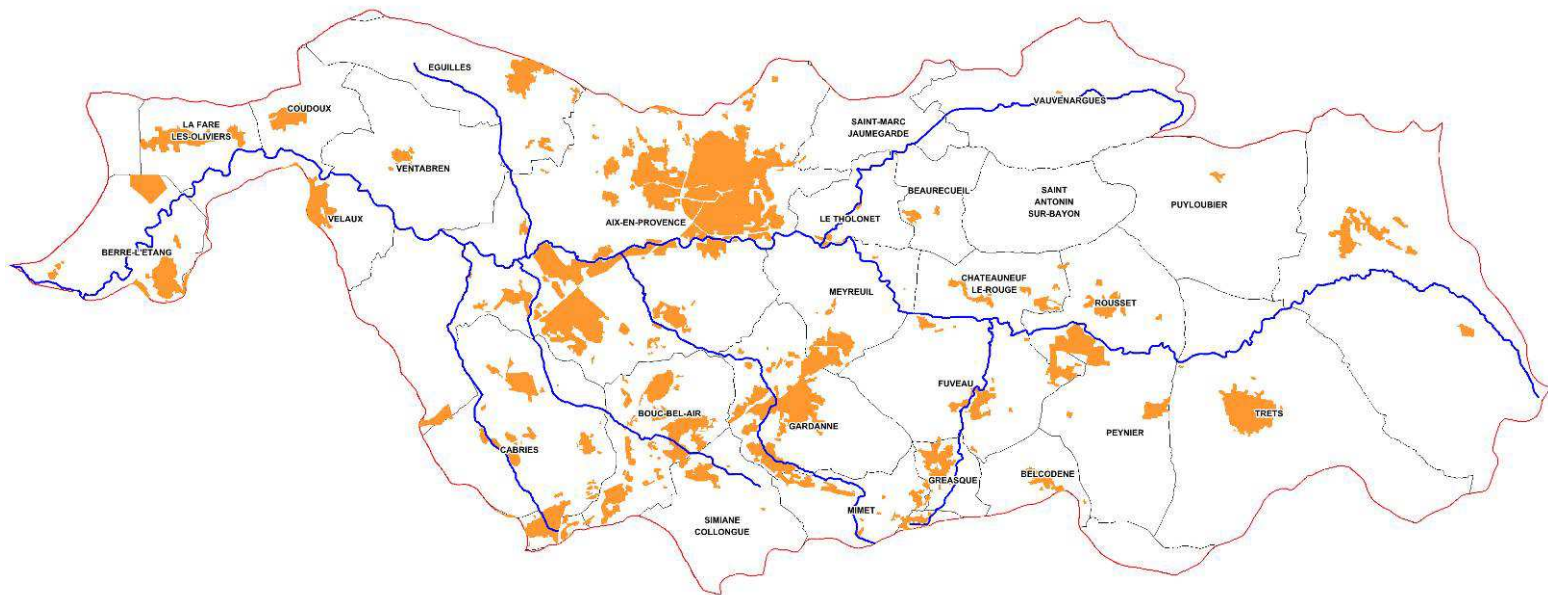 EGUILLES
VAUVENARGUES
COUDOUX
LA FARE
LES-OLIVIERS
SAINT-MARC
JAUMEGARDE
VENTABREN
BEAURECUEIL
SAINT
ANTONIN
SUR-BAYON
PUYLOUBIER
VELAUX
AIX-EN-PROVENCE
LE THOLONET
BERRE-L'ETANG
CHATEAUNEUF
LE-ROUGE
MEYREUIL
ROUSSET
FUVEAU
BOUC-BEL-AIR
GARDANNE
TRETS
PEYNIER
CABRIES
GREASQUE
BELCODENE
MIMET
SIMIANE
COLLONGUE